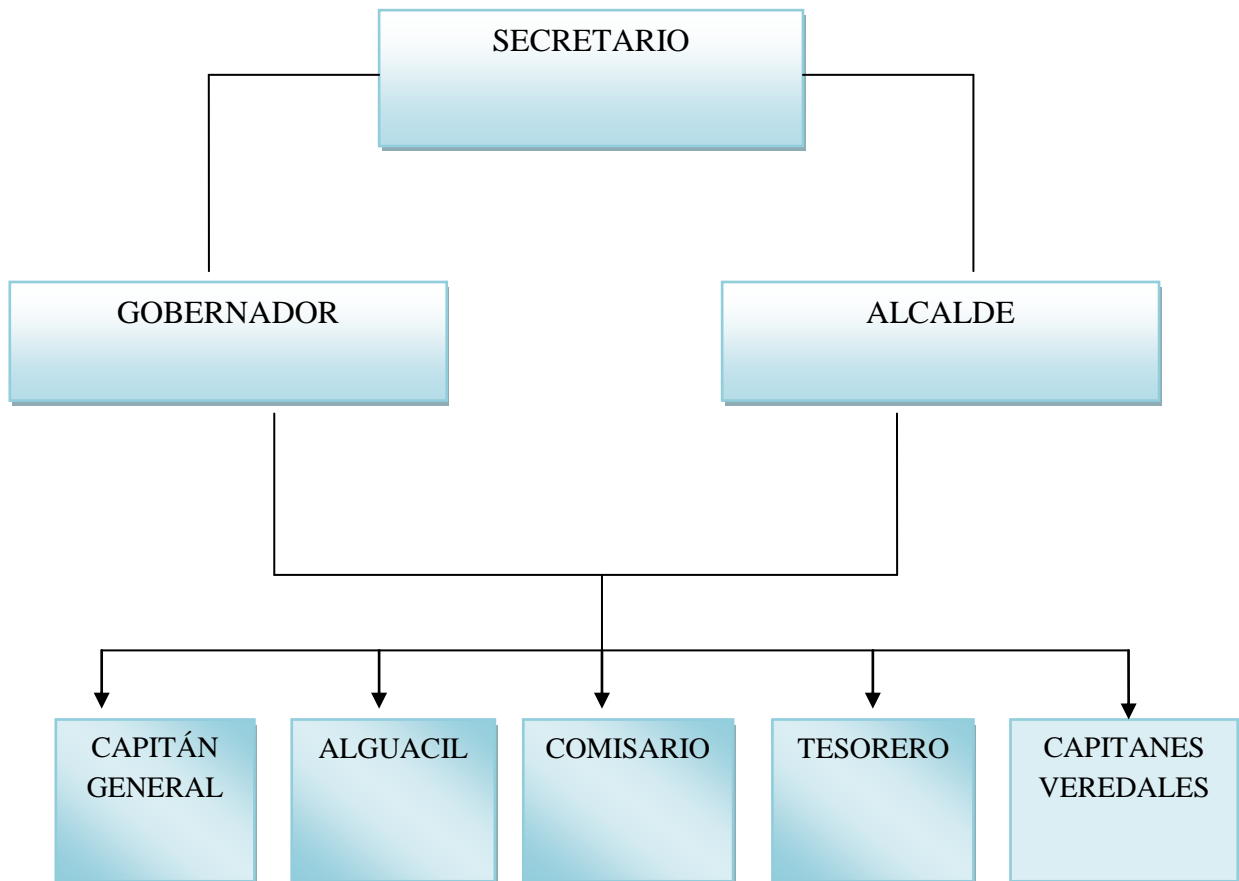 SECRETARIO
GOBERNADOR
ALCALDE
CAPITÁN
GENERAL
ALGUACIL
COMISARIO
TESORERO
CAPITANES
VEREDALES